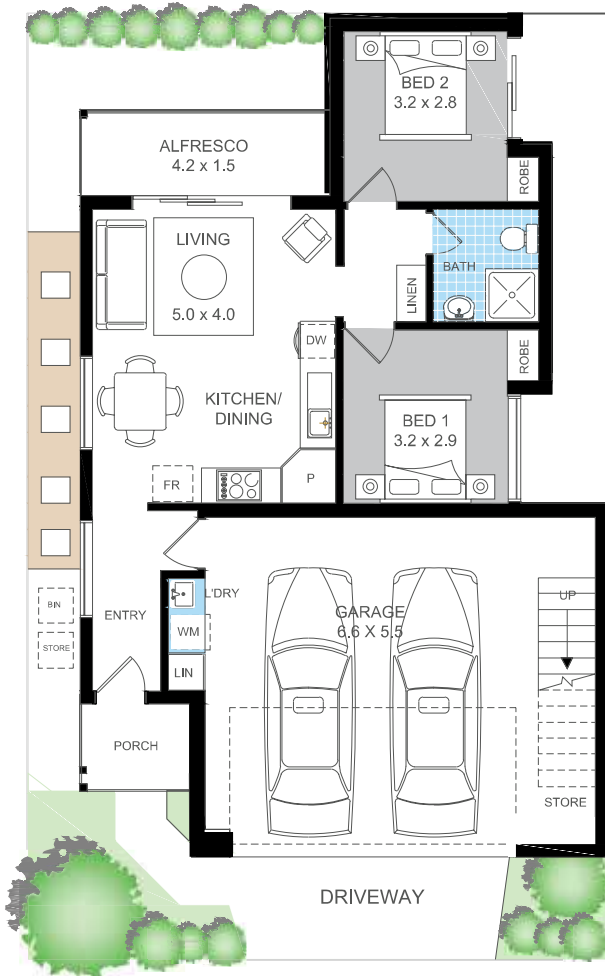 BED 2
3.2 x 2.8
ALFRESCO
4.2 x 1.5
ROBE
LIVING
5.0 x 4.0
BATH
LINEN
DW
ROBE
KITCHEN/
DINING
BED 1
3.2 x 2.9
FR
P
L'DRY
UP
BIN
ENTRY
GARAGE
6.6 X 5.5
WM
STORE
LIN
PORCH
STORE
DRIVEWAY